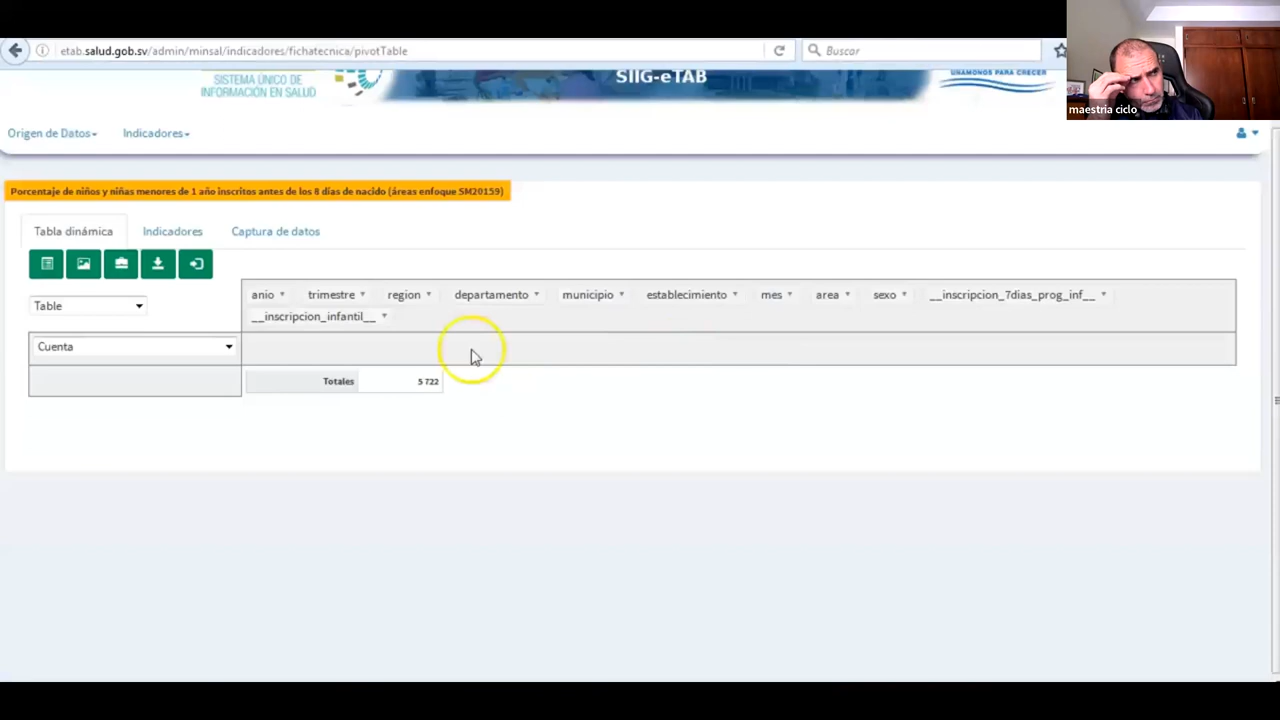 etab.salud.gob.sv/admin/minsal/indicadores/fichatecnica/pivotTable
Buscar
SISTEMA ÚNICO DE
INFORMACIÓN EN SALUD
SIIG-eTAB
UNÁMONOS PARA CRECER
maestria ciclo
Origen de Datos
Indicadores
Porcentaje de niños y niñas menores de 1 año inscritos antes de los 8 días de nacido (áreas enfoque SM20159)
Tabla dinámica Indicadores Captura de datos
Table
anio trimestre region departamento municipio establecimiento mes area sexo __inscripcion_7dias_prog_inf__
__inscripcion_infantil__
Cuenta
Totales 5 722